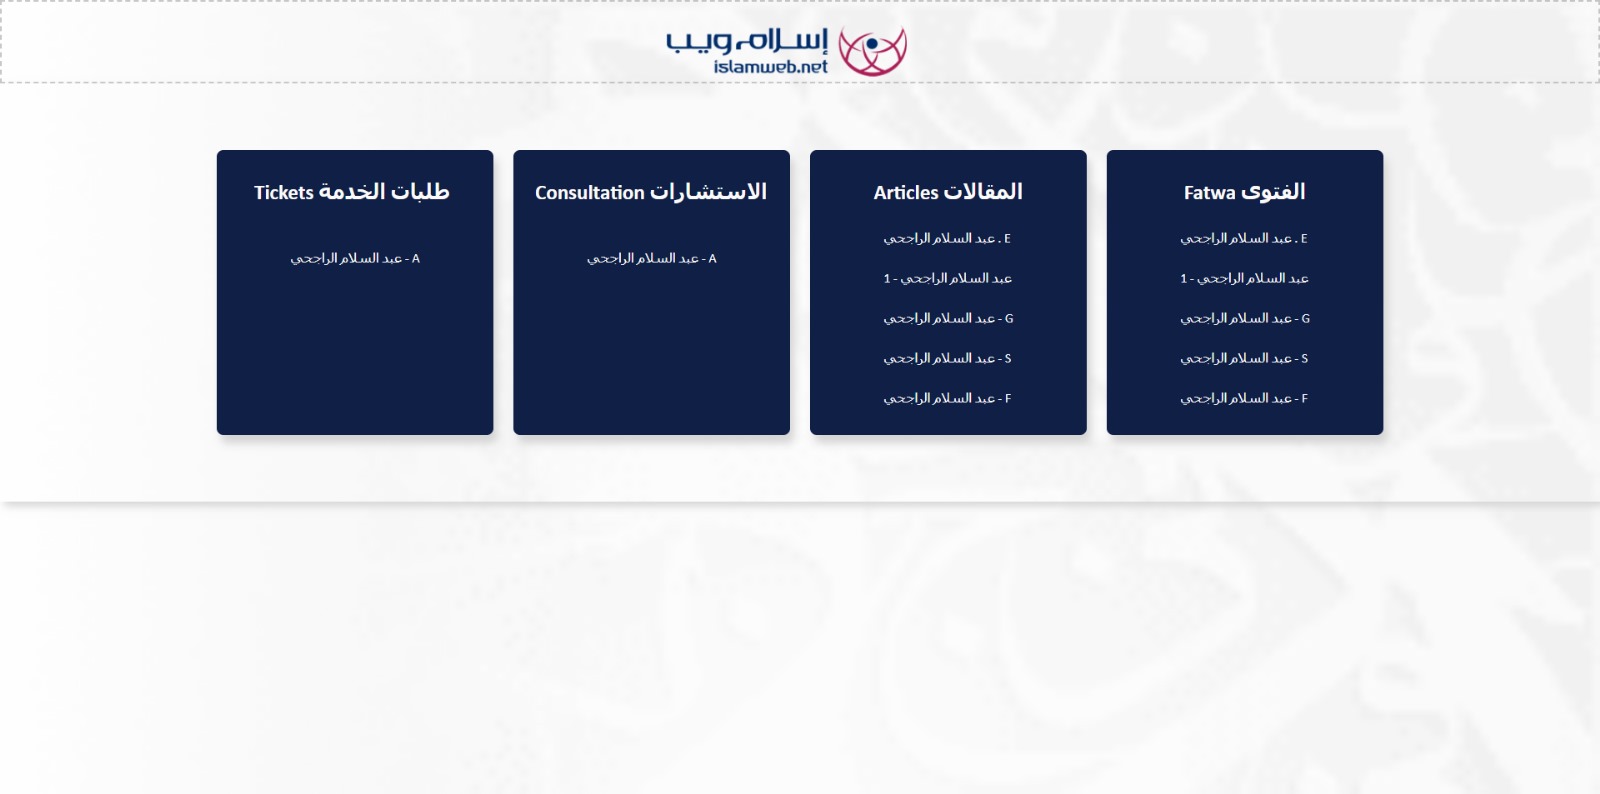 إسلام ويب
islamweb.net
الفتوى Fatwa
E . عبد السلام الراجحي
عبد السلام الراجحي - 1
G - عبد السلام الراجحي
S - عبد السلام الراجحي
F - عبد السلام الراجحي
المقالات Articles
E . عبد السلام الراجحي
عبد السلام الراجحي - 1
G - عبد السلام الراجحي
S - عبد السلام الراجحي
F - عبد السلام الراجحي
الاستشارات Consultation
A - عبد السلام الراجحي
طلبات الخدمة Tickets
A - عبد السلام الراجحي